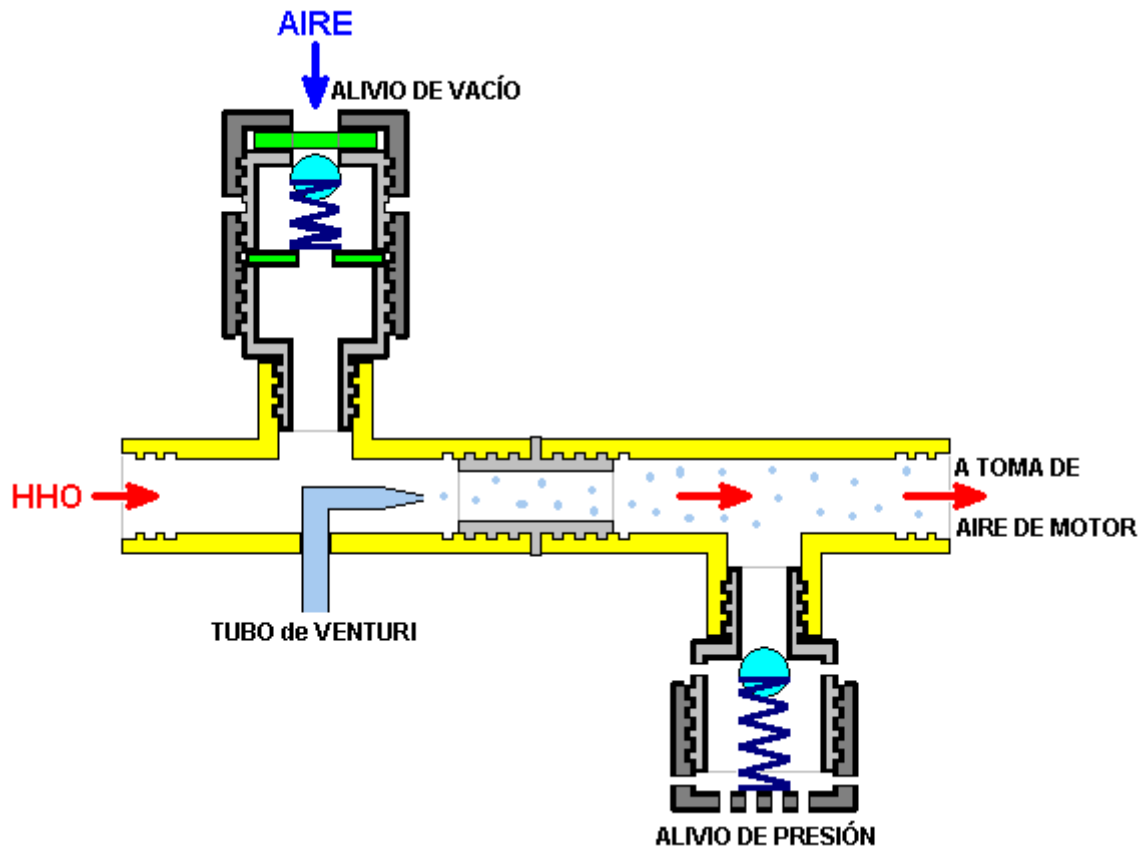 AIRE
ALIVIO DE VACÍO
HHO
A TOMA DE
AIRE DE MOTOR
TUBO de VENTURI
ALIVIO DE PRESIÓN